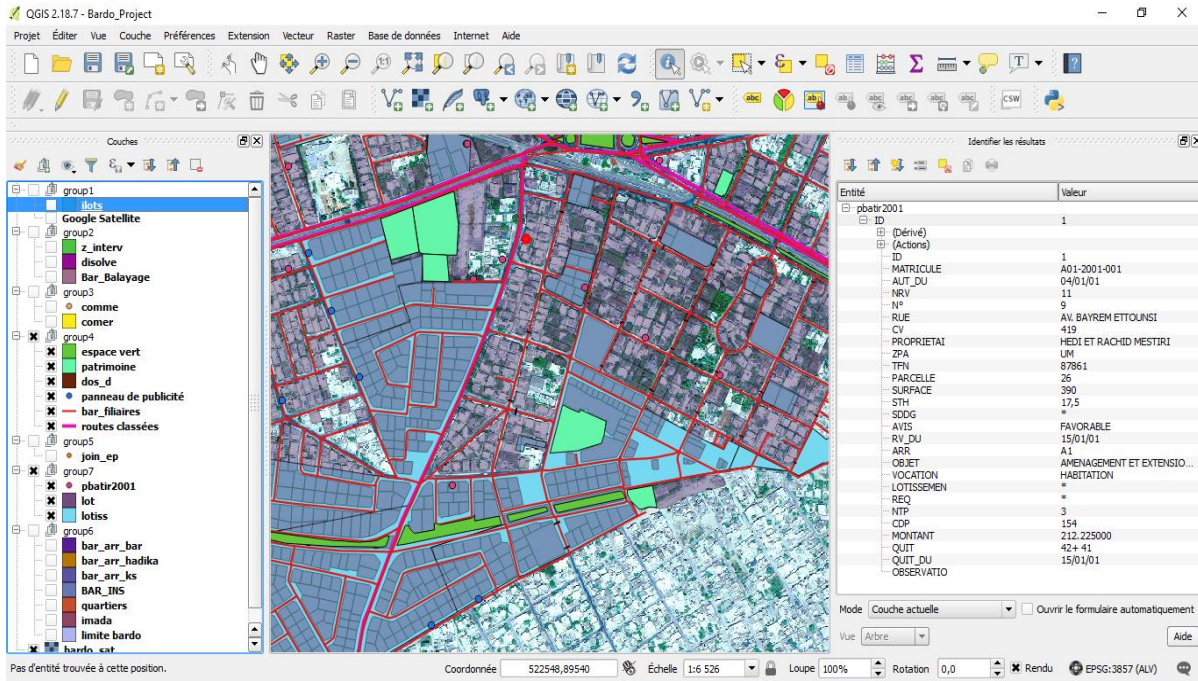 QGIS 2.18.7 - Bardo_Project
Projet Éditer Vue Couche Préférences Extension Vecteur Raster Base de données Internet Aide
abc abc abc abc abc abc abc CSW
Couches
group1
ilots
Google Satellite
group2
z_interv
disolve
Bar_Balayage
group3
comme
comer
group4
espace vert
patrimoine
dos_d
panneau de publicité
bar_filiaires
routes classées
group5
join_ep
group7
pbatir2001
lot
lotiss
group6
bar_arr_bar
bar_arr_hadika
bar_arr_ks
BAR_INS
quartiers
imada
limite bardo
bardo_sat
Identifier les résultats
Entité Valeur
pbatir2001
ID 1
(Dérivé)
(Actions)
ID 1
MATRICULE A01-2001-001
AUT_DU 04/01/01
NRV 11
N° 9
RUE AV. BAYREM ETTOUNSI
CV 419
PROPRIETAI HEDI ET RACHID MESTIRI
ZPA UM
TFN 87861
PARCELLE 26
SURFACE 390
STH 17,5
SDDG *
AVIS FAVORABLE
RV_DU 15/01/01
ARR A1
OBJET AMENAGEMENT ET EXTENSIO...
VOCATION HABITATION
LOTISSEMEN *
REQ *
NTP 3
CDP 154
MONTANT 212.225000
QUIT 42+ 41
QUIT_DU 15/01/01
OBSERVATIO
Mode Couche actuelle Ouvrir le formulaire automatiquement
Vue Arbre Aide
Pas d'entité trouvée à cette position. Coordonnée 522548,89540 Échelle 1:6 526 Loupe 100% Rotation 0,0 Rendu EPSG:3857 (ALV)